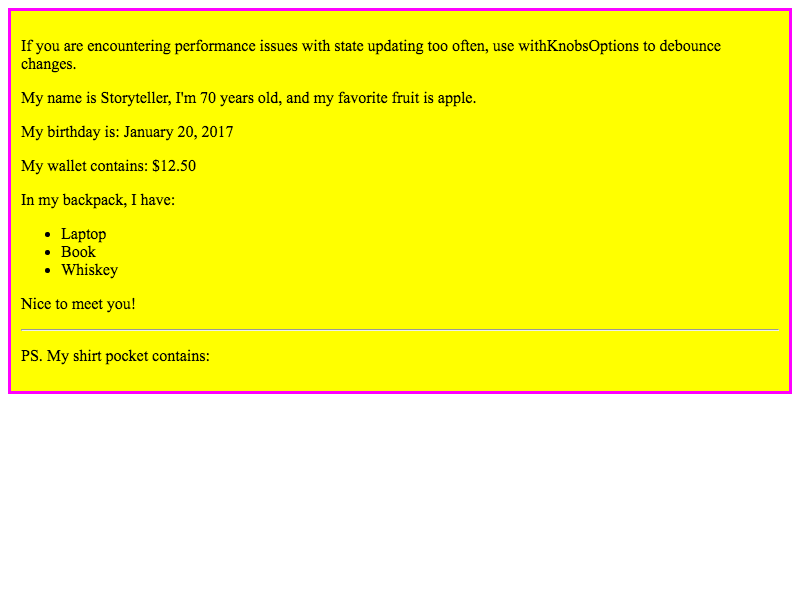 If you are encountering performance issues with state updating too often, use withKnobsOptions to debounce
changes.
My name is Storyteller, I'm 70 years old, and my favorite fruit is apple.
My birthday is: January 20, 2017
My wallet contains: $12.50
In my backpack, I have:
Laptop
Book
Whiskey
Nice to meet you!
PS. My shirt pocket contains: